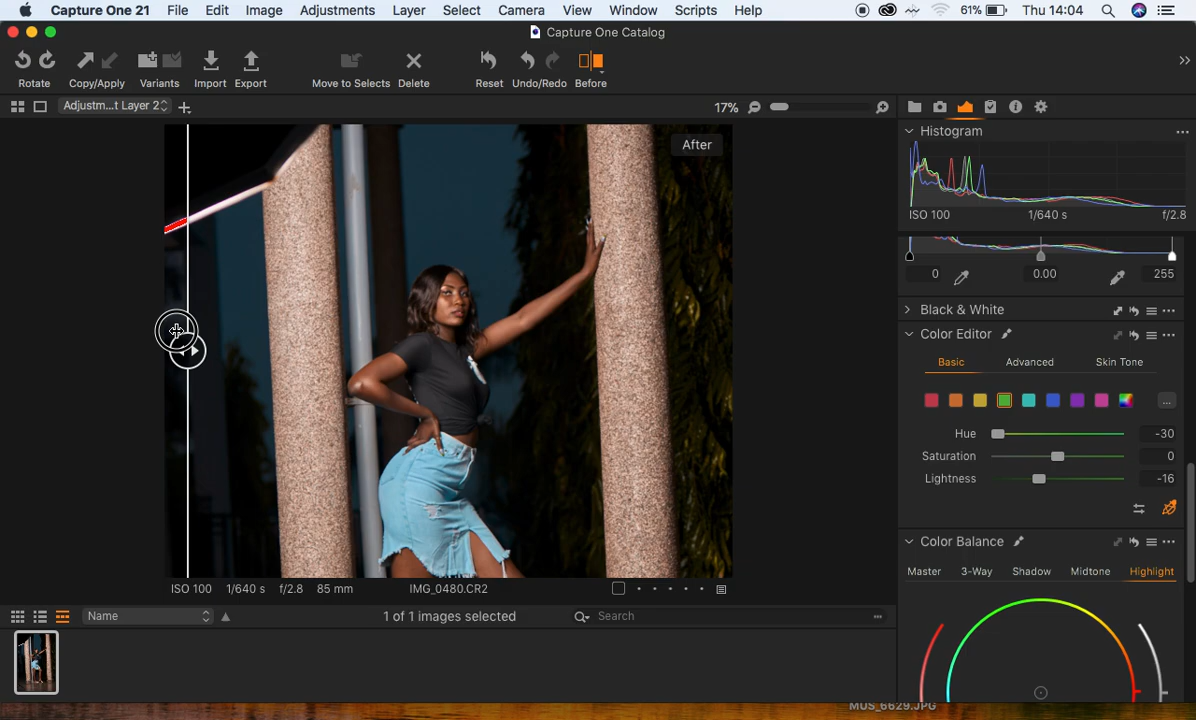 Capture One 21 File Edit Image Adjustments Layer Select Camera View Window Scripts Help 61% Thu 14:04
Capture One Catalog
Rotate Copy/Apply Variants Import Export Move to Selects Delete Reset Undo/Redo Before
Adjustm...t Layer 2 17%
After
Histogram
ISO 100 1/640 s f/2.8
0 0.00 255
Black & White
Color Editor
Basic Advanced Skin Tone
...
Hue -30
Saturation 0
Lightness -16
Color Balance
Master 3-Way Shadow Midtone Highlight
ISO 100 1/640 s f/2.8 85 mm IMG_0480.CR2
Name 1 of 1 images selected Search
MUS_6629.JPG